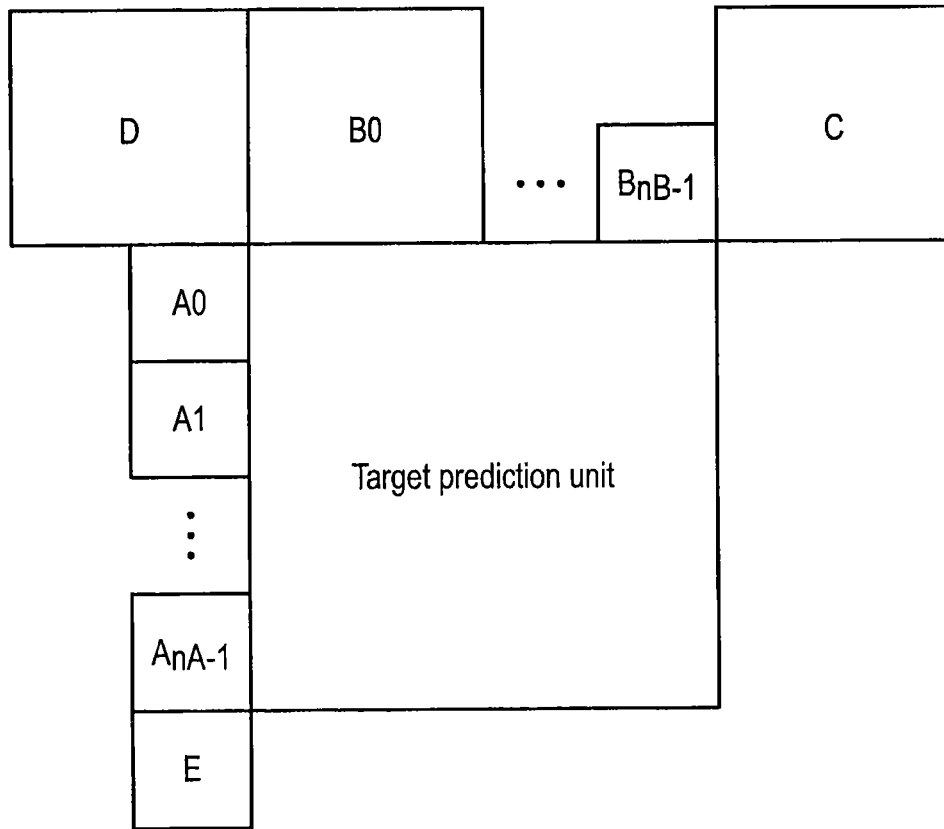 D
B0
...
BnB-1
C
A0
A1
Target prediction unit
⋮
AnA-1
E